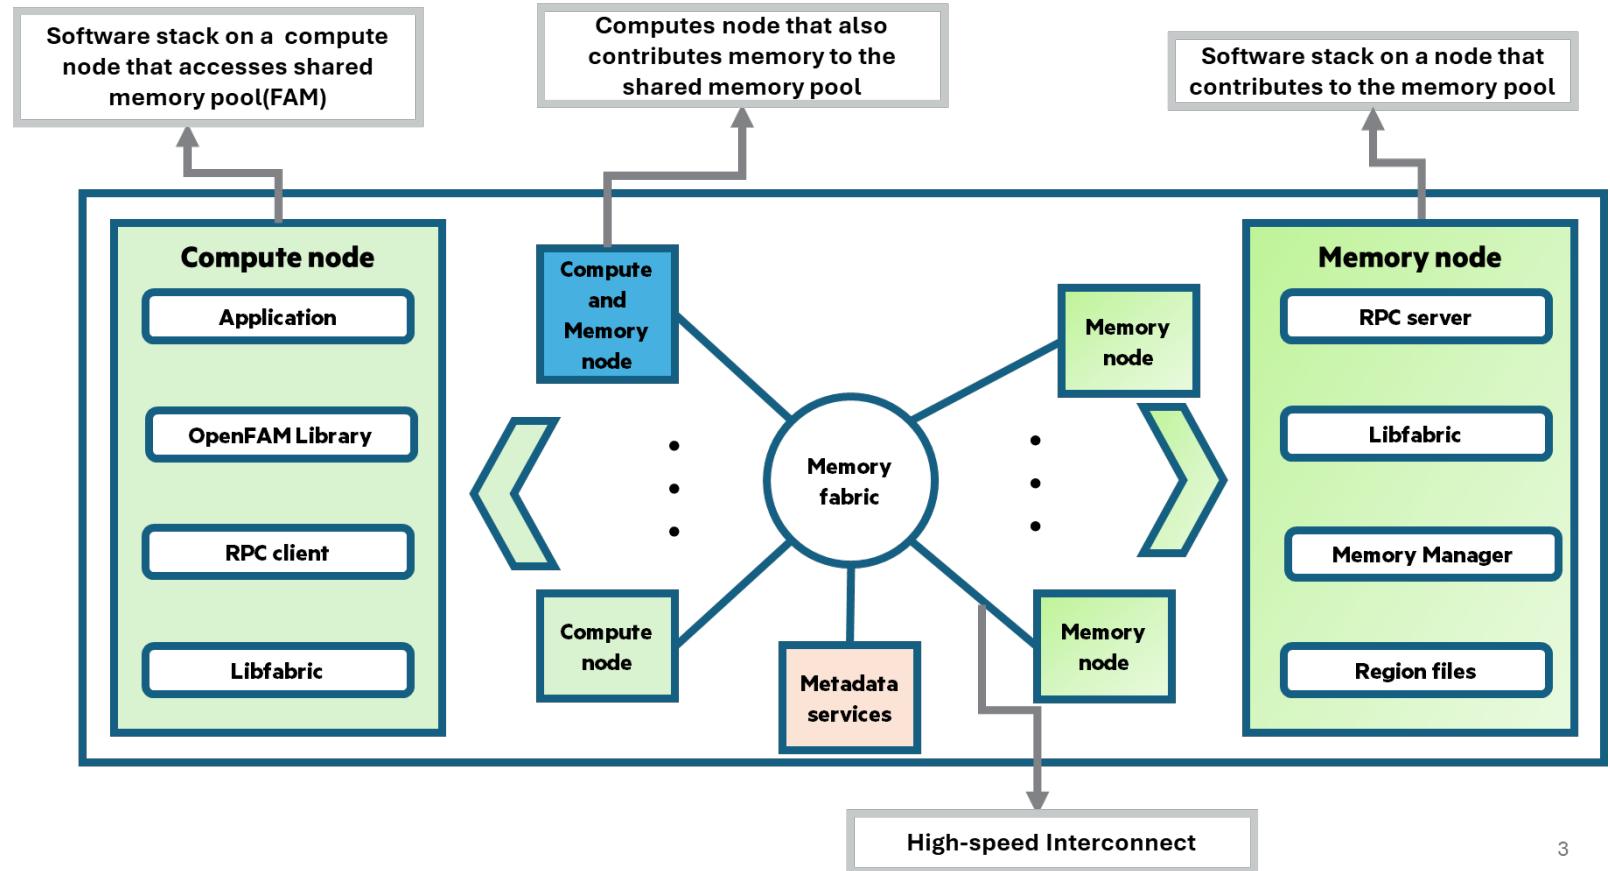 Software stack on a  compute
node that accesses shared
memory pool(FAM)
Computes node that also
contributes memory to the
shared memory pool
Software stack on a node that
contributes to the memory pool
Compute node
Application
OpenFAM Library
RPC client
Libfabric
Compute
and
Memory
node
Compute
node
Memory
fabric
Metadata
services
Memory
node
Memory
node
Memory node
RPC server
Libfabric
Memory Manager
Region files
High-speed Interconnect
3